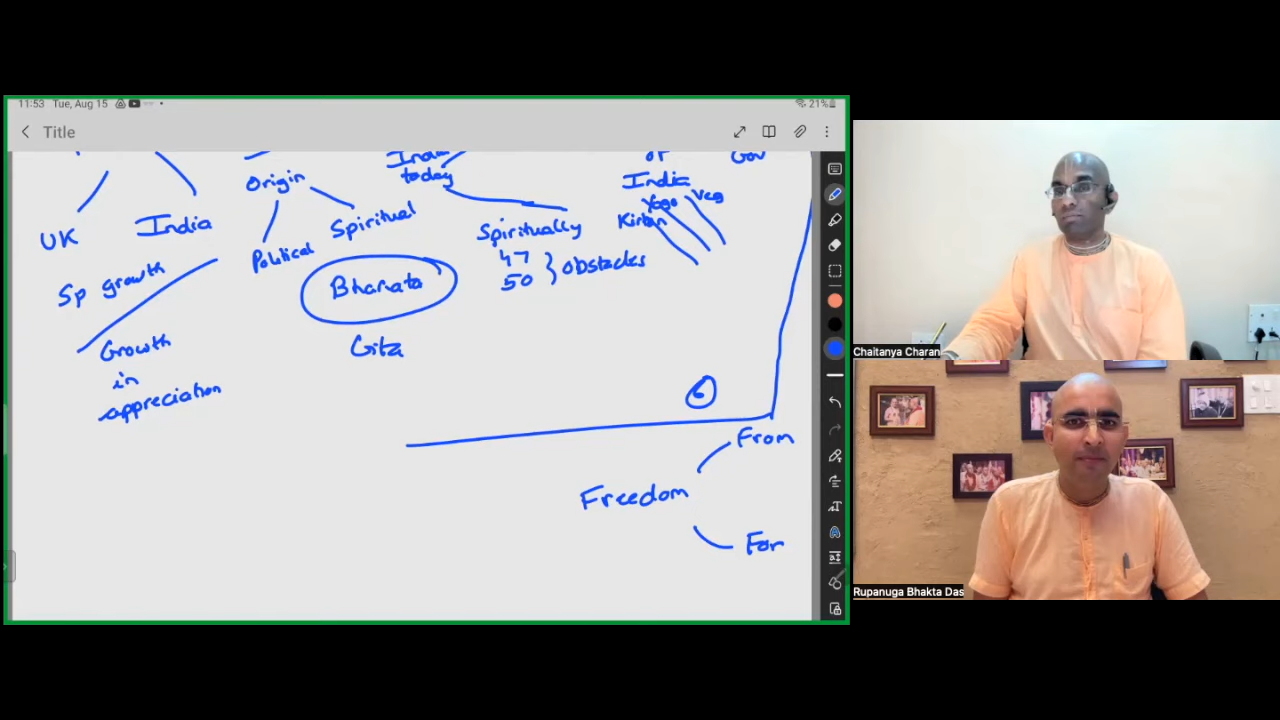 11:53 Tue, Aug 15
21%
Title
India
today
of
India
Gov
Origin
Yoga
Veg
Kirtan
UK
India
Spiritual
Political
Spiritually
47
50
obstacles
Sp growth
Bharata
Growth
in
appreciation
Gita
6
From
Freedom
For
Chaitanya Charan
Rupanuga Bhakta Das